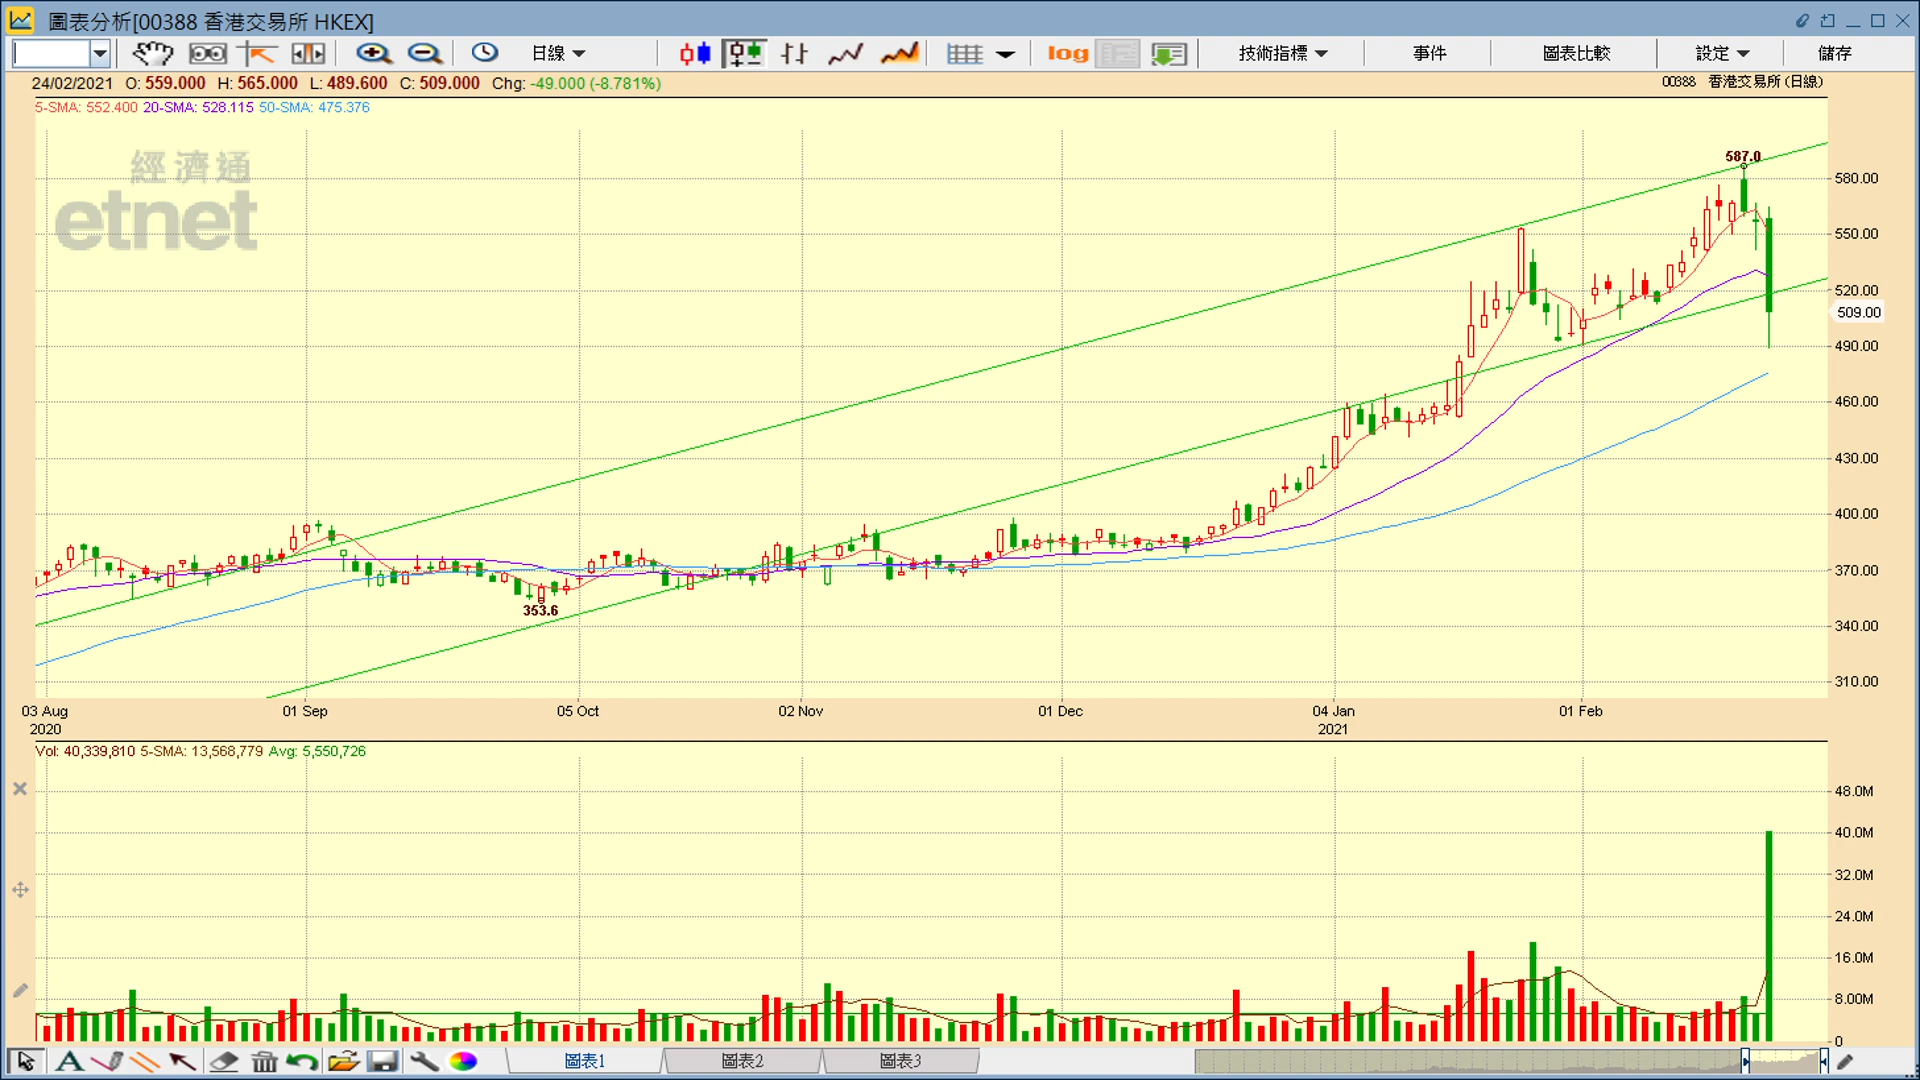 圖表分析[00388 香港交易所 HKEX]
日線 log 技術指標 事件 圖表比較 設定 儲存
24/02/2021 O: 559.000 H: 565.000 L: 489.600 C: 509.000 Chg: -49.000 (-8.781%) 00388 香港交易所 (日線)
5-SMA: 552.400 20-SMA: 528.115 50-SMA: 475.376
經濟通
etnet
587.0
353.6
580.00
550.00
520.00
509.00
490.00
460.00
430.00
400.00
370.00
340.00
310.00
03 Aug 01 Sep 05 Oct 02 Nov 01 Dec 04 Jan 01 Feb
2020 2021
Vol: 40,339,810 5-SMA: 13,568,779 Avg: 5,550,726
48.0M
40.0M
32.0M
24.0M
16.0M
8.00M
0
A 圖表1 圖表2 圖表3